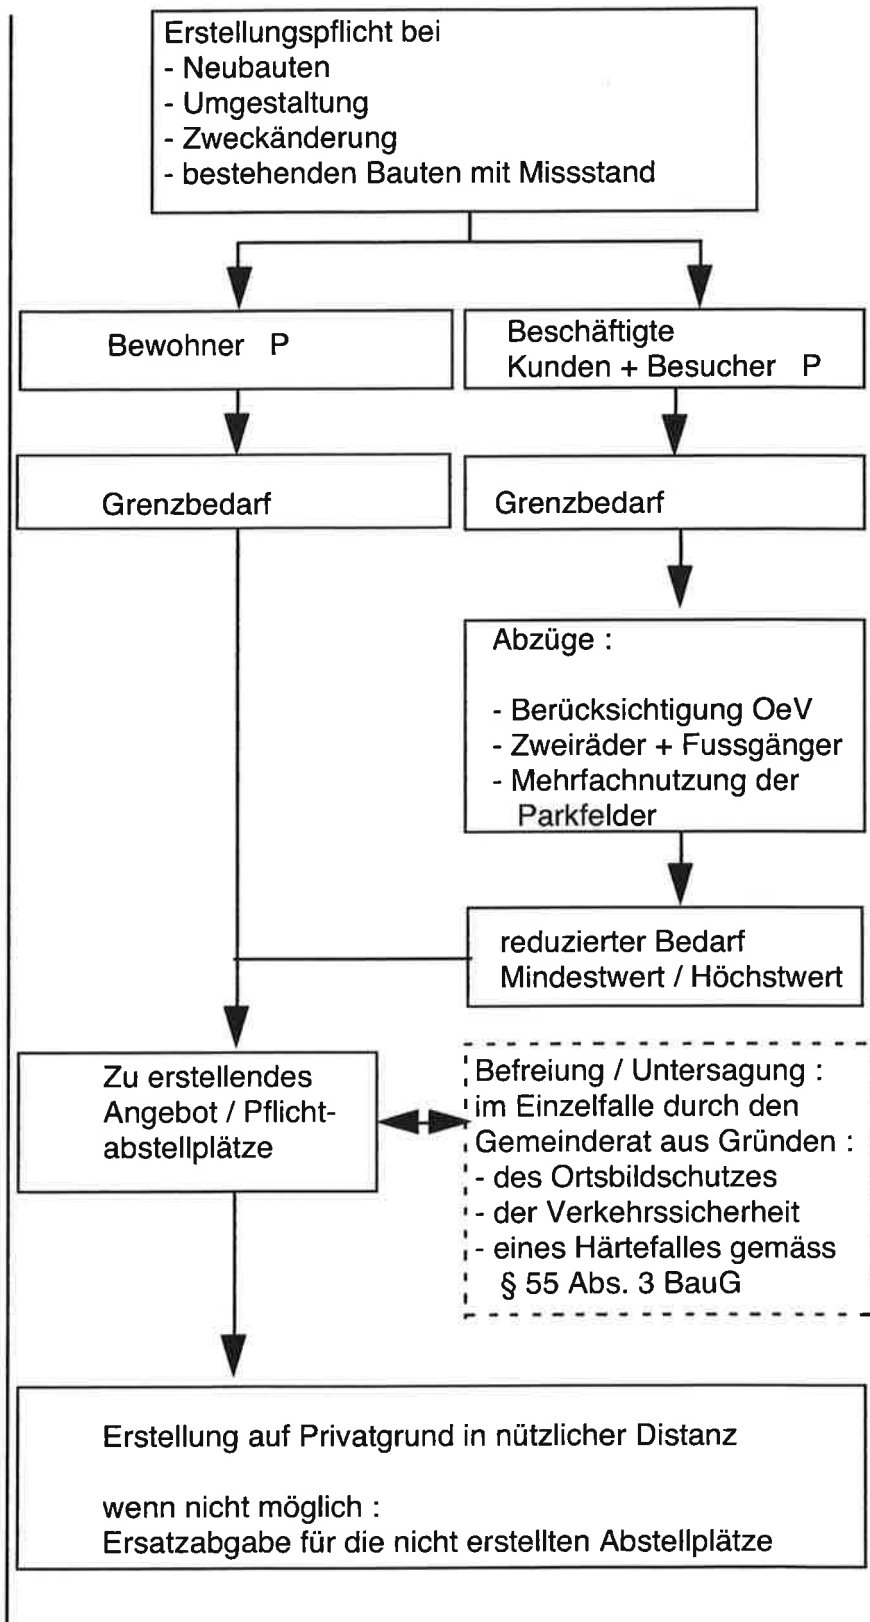 Erstellungspflicht bei
- Neubauten
- Umgestaltung
- Zweckänderung
- bestehenden Bauten mit Missstand
Bewohner P
Beschäftigte
Kunden + Besucher P
Grenzbedarf
Grenzbedarf
Abzüge :
- Berücksichtigung OeV
- Zweiräder + Fussgänger
- Mehrfachnutzung der
Parkfelder
reduzierter Bedarf
Mindestwert / Höchstwert
Zu erstellendes
Angebot / Pflicht-
abstellplätze
Befreiung / Untersagung :
im Einzelfalle durch den
Gemeinderat aus Gründen :
- des Ortsbildschutzes
- der Verkehrssicherheit
- eines Härtefalles gemäss
§ 55 Abs. 3 BauG
Erstellung auf Privatgrund in nützlicher Distanz
wenn nicht möglich :
Ersatzabgabe für die nicht erstellten Abstellplätze